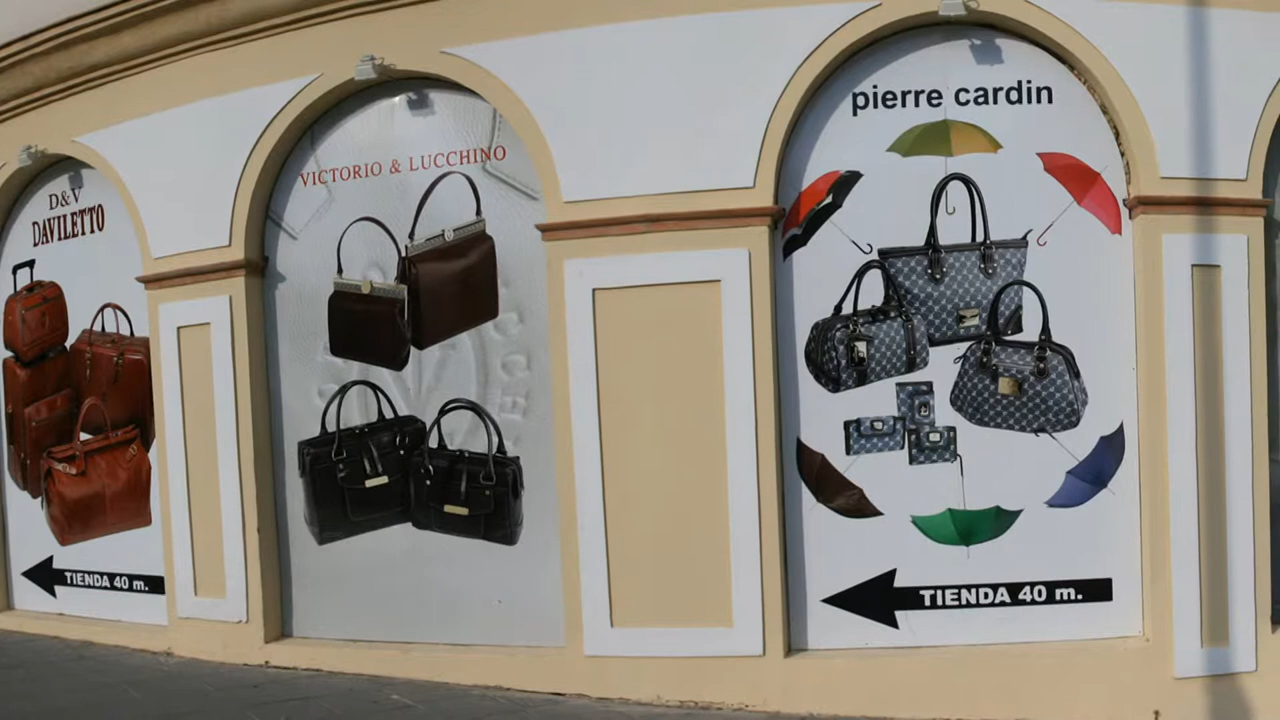 D&V
DAVILETTO
TIENDA 40 m.
VICTORIO & LUCCHINO
pierre cardin
TIENDA 40 m.